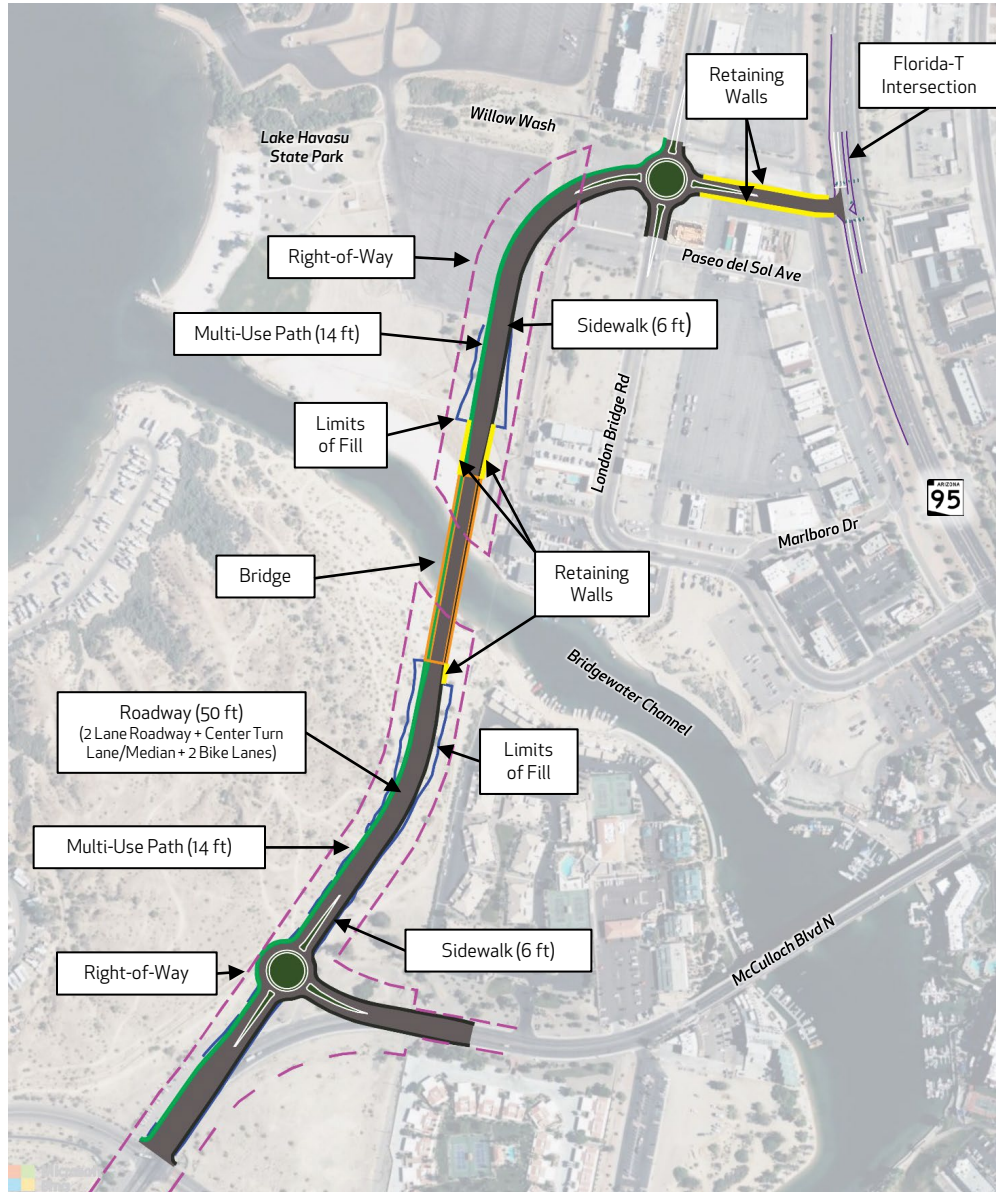 Retaining
Walls
Florida-T
Intersection
Willow Wash
Lake Havasu
State Park
Right-of-Way
Paseo del Sol Ave
Multi-Use Path (14 ft)
Sidewalk (6 ft)
London Bridge Rd
Limits
of Fill
ARIZONA
95
Marlboro Dr
Bridge
Retaining
Walls
Bridgewater Channel
Roadway (50 ft)
(2 Lane Roadway + Center Turn
Lane/Median + 2 Bike Lanes)
Limits
of Fill
Multi-Use Path (14 ft)
McCulloch Blvd N
Sidewalk (6 ft)
Right-of-Way